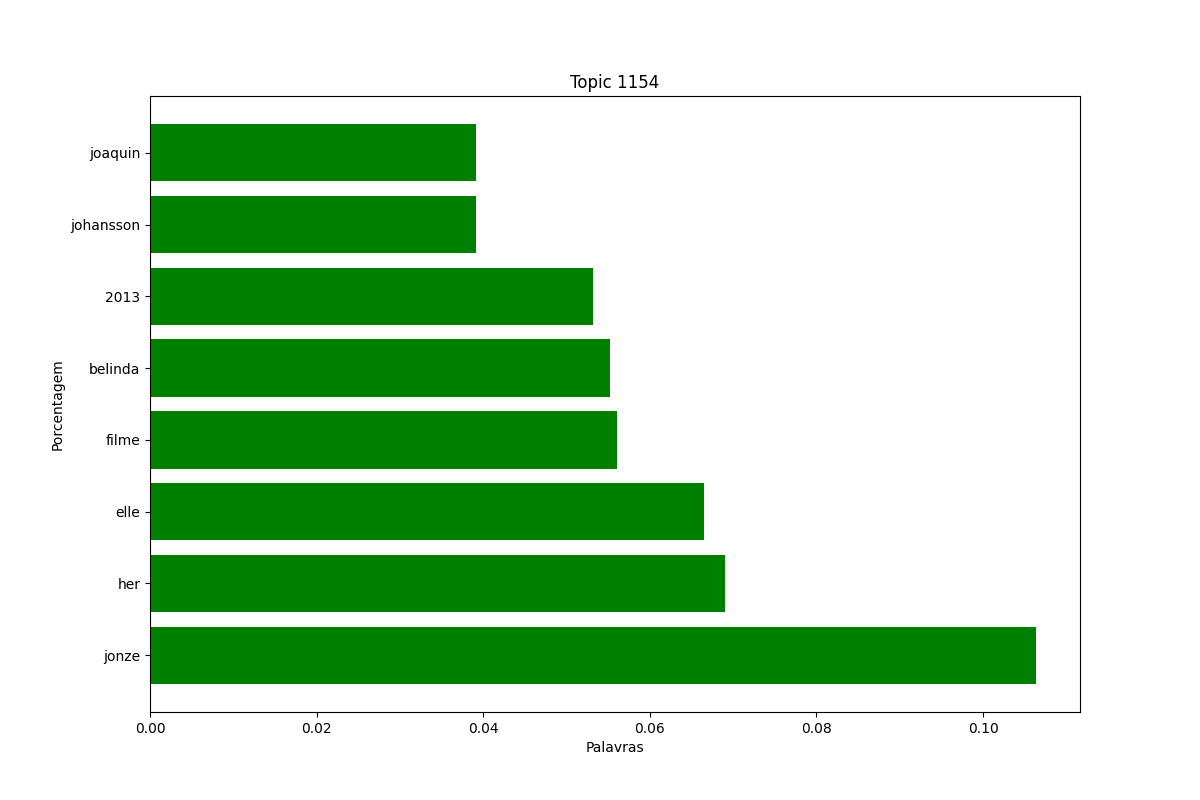 Topic 1154
joaquin
johansson
2013
belinda
filme
elle
her
jonze
Porcentagem
0.00 0.02 0.04 0.06 0.08 0.10
Palavras